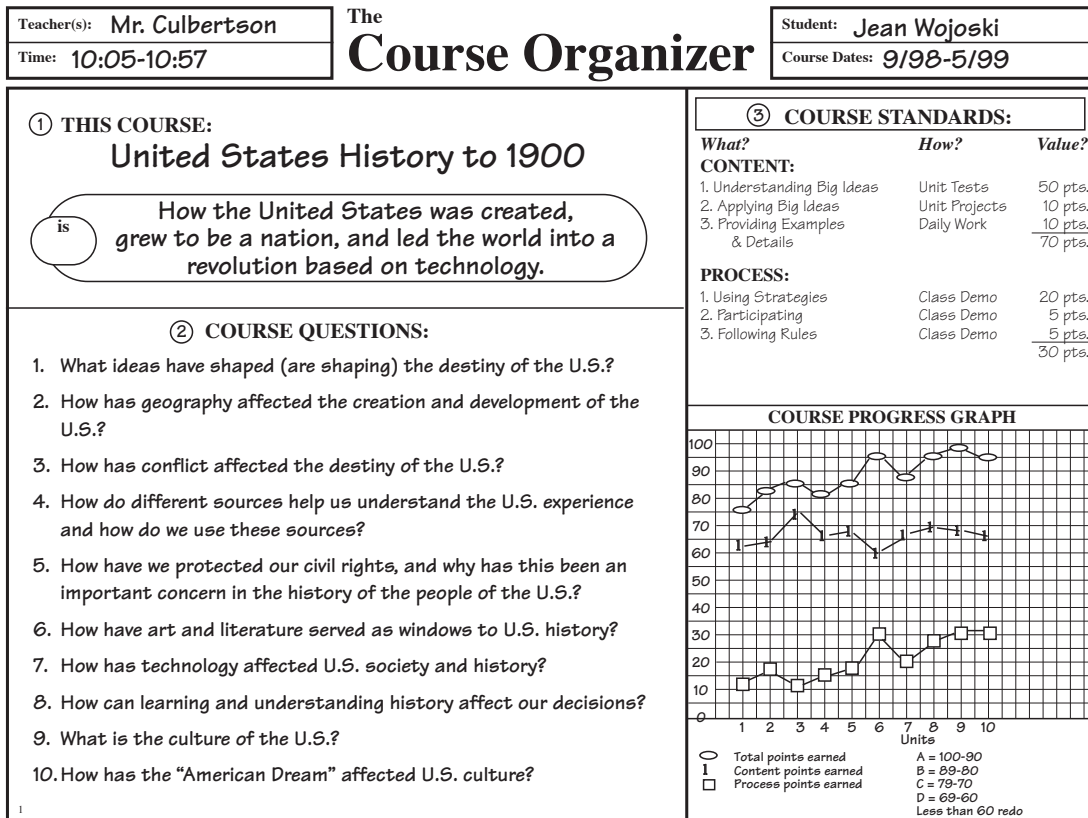 Teacher(s): Mr. Culbertson
Time: 10:05-10:57
The
Course Organizer
Student: Jean Wojoski
Course Dates: 9/98-5/99
1 THIS COURSE:
United States History to 1900
is
How the United States was created,
grew to be a nation, and led the world into a
revolution based on technology.
2 COURSE QUESTIONS:
1. What ideas have shaped (are shaping) the destiny of the U.S.?
2. How has geography affected the creation and development of the
U.S.?
3. How has conflict affected the destiny of the U.S.?
4. How do different sources help us understand the U.S. experience
and how do we use these sources?
5. How have we protected our civil rights, and why has this been an
important concern in the history of the people of the U.S.?
6. How have art and literature served as windows to U.S. history?
7. How has technology affected U.S. society and history?
8. How can learning and understanding history affect our decisions?
9. What is the culture of the U.S.?
10. How has the “American Dream” affected U.S. culture?
1
3 COURSE STANDARDS:
What? How? Value?
CONTENT:
1. Understanding Big Ideas Unit Tests 50 pts.
2. Applying Big Ideas Unit Projects 10 pts.
3. Providing Examples Daily Work 10 pts.
& Details 70 pts.
PROCESS:
1. Using Strategies Class Demo 20 pts.
2. Participating Class Demo 5 pts.
3. Following Rules Class Demo 5 pts.
30 pts.
COURSE PROGRESS GRAPH
100
90
80
70
60
50
40
30
20
10
0
1 2 3 4 5 6 7 8 9 10
Units
Total points earned A = 100-90
1 Content points earned B = 89-80
Process points earned C = 79-70
D = 69-60
Less than 60 redo